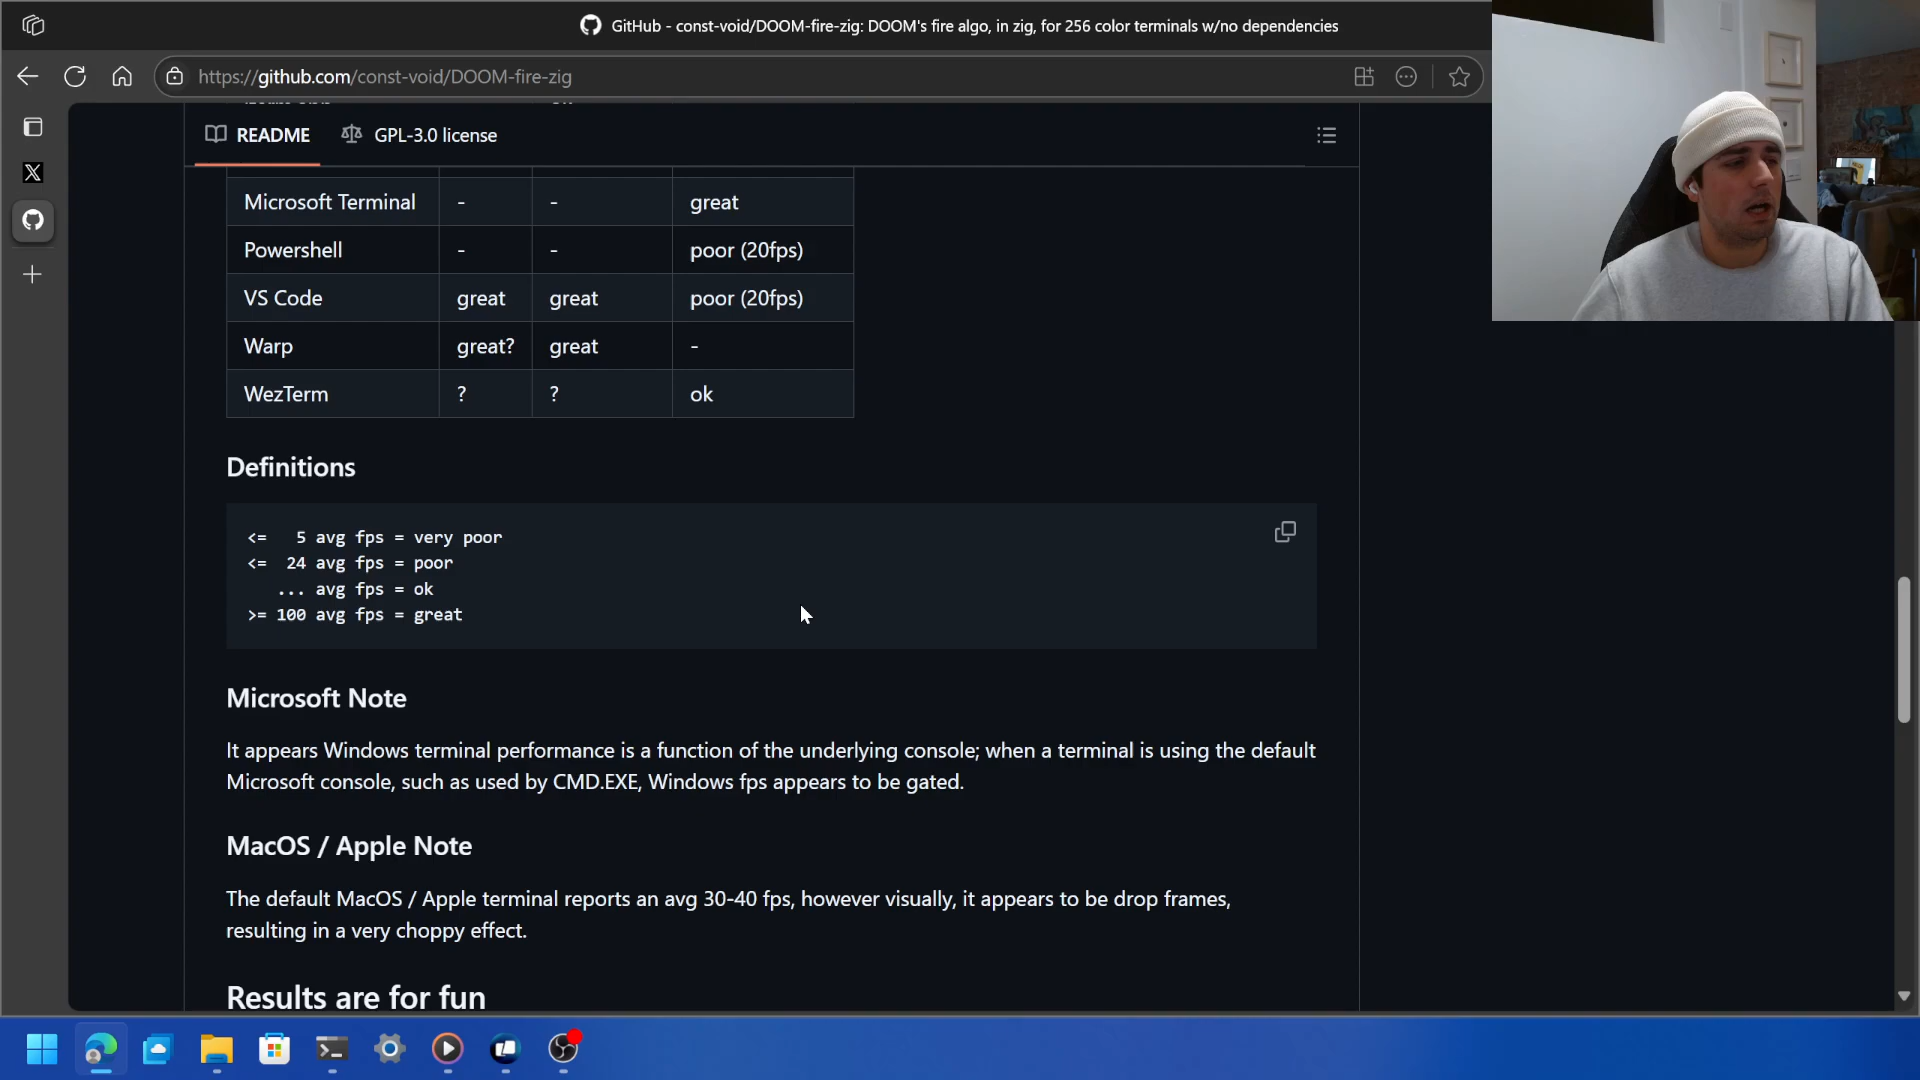 GitHub - const-void/DOOM-fire-zig: DOOM's fire algo, in zig, for 256 color terminals w/no dependencies
https://github.com/const-void/DOOM-fire-zig
README
GPL-3.0 license
Microsoft Terminal - - great
Powershell - - poor (20fps)
VS Code great great poor (20fps)
Warp great? great -
WezTerm ? ? ok
Definitions
<= 5 avg fps = very poor
<= 24 avg fps = poor
... avg fps = ok
>= 100 avg fps = great
Microsoft Note
It appears Windows terminal performance is a function of the underlying console; when a terminal is using the default
Microsoft console, such as used by CMD.EXE, Windows fps appears to be gated.
MacOS / Apple Note
The default MacOS / Apple terminal reports an avg 30-40 fps, however visually, it appears to be drop frames,
resulting in a very choppy effect.
Results are for fun